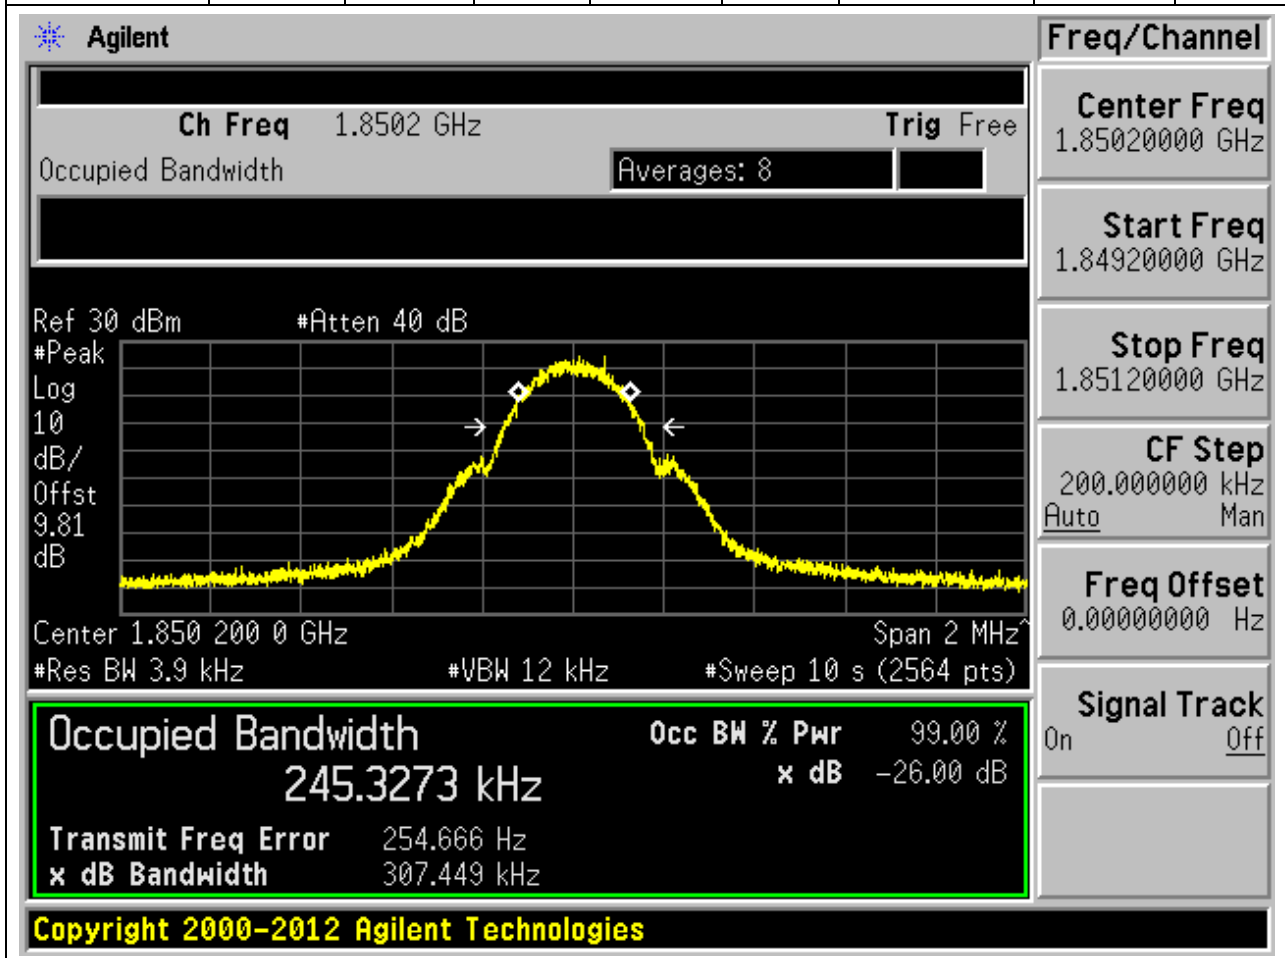 Agilent
Freq/Channel
Ch Freq 1.8502 GHz Trig Free
Occupied Bandwidth Averages: 8
Center Freq
1.85020000 GHz
Start Freq
1.84920000 GHz
Stop Freq
1.85120000 GHz
CF Step
200.000000 kHz
Auto Man
Freq Offset
0.00000000 Hz
Signal Track
On Off
Ref 30 dBm #Atten 40 dB
#Peak
Log
10
dB/
Offst
9.81
dB
Center 1.850 200 0 GHz Span 2 MHz^
#Res BW 3.9 kHz #VBW 12 kHz #Sweep 10 s (2564 pts)
Occupied Bandwidth Occ BW % Pwr 99.00 %
245.3273 kHz x dB -26.00 dB
Transmit Freq Error 254.666 Hz
x dB Bandwidth 307.449 kHz
Copyright 2000-2012 Agilent Technologies